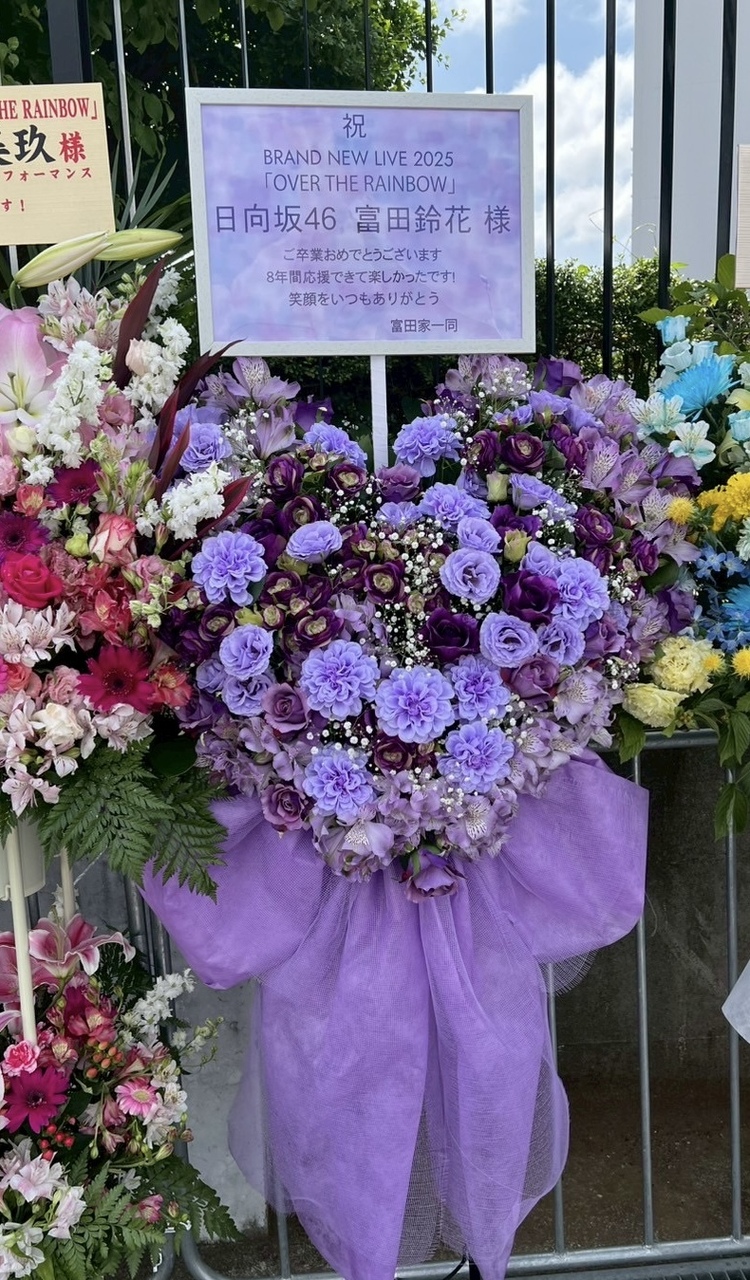 THE RAINBOW」
玖 様
フォーマンス
す！
祝
BRAND NEW LIVE 2025
「OVER THE RAINBOW」
日向坂46 富田鈴花 様
ご卒業おめでとうございます
8年間応援できて楽しかったです!
笑顔をいつもありがとう
富田家一同